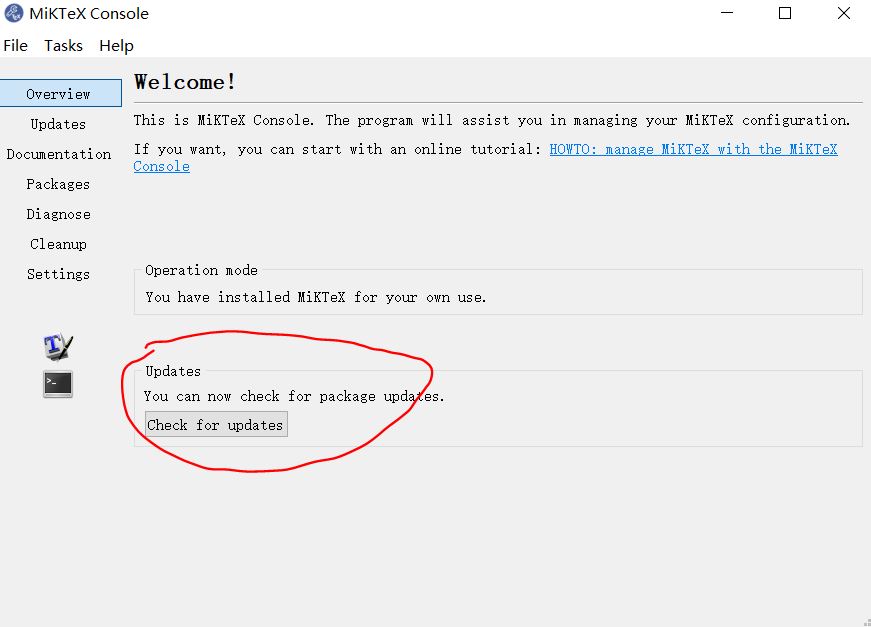 MiKTeX Console
File Tasks Help
Overview
Updates
Documentation
Packages
Diagnose
Cleanup
Settings
Welcome!
This is MiKTeX Console. The program will assist you in managing your MiKTeX configuration.
If you want, you can start with an online tutorial: HOWTO: manage MiKTeX with the MiKTeX
Console
Operation mode
You have installed MiKTeX for your own use.
Updates
You can now check for package updates.
Check for updates